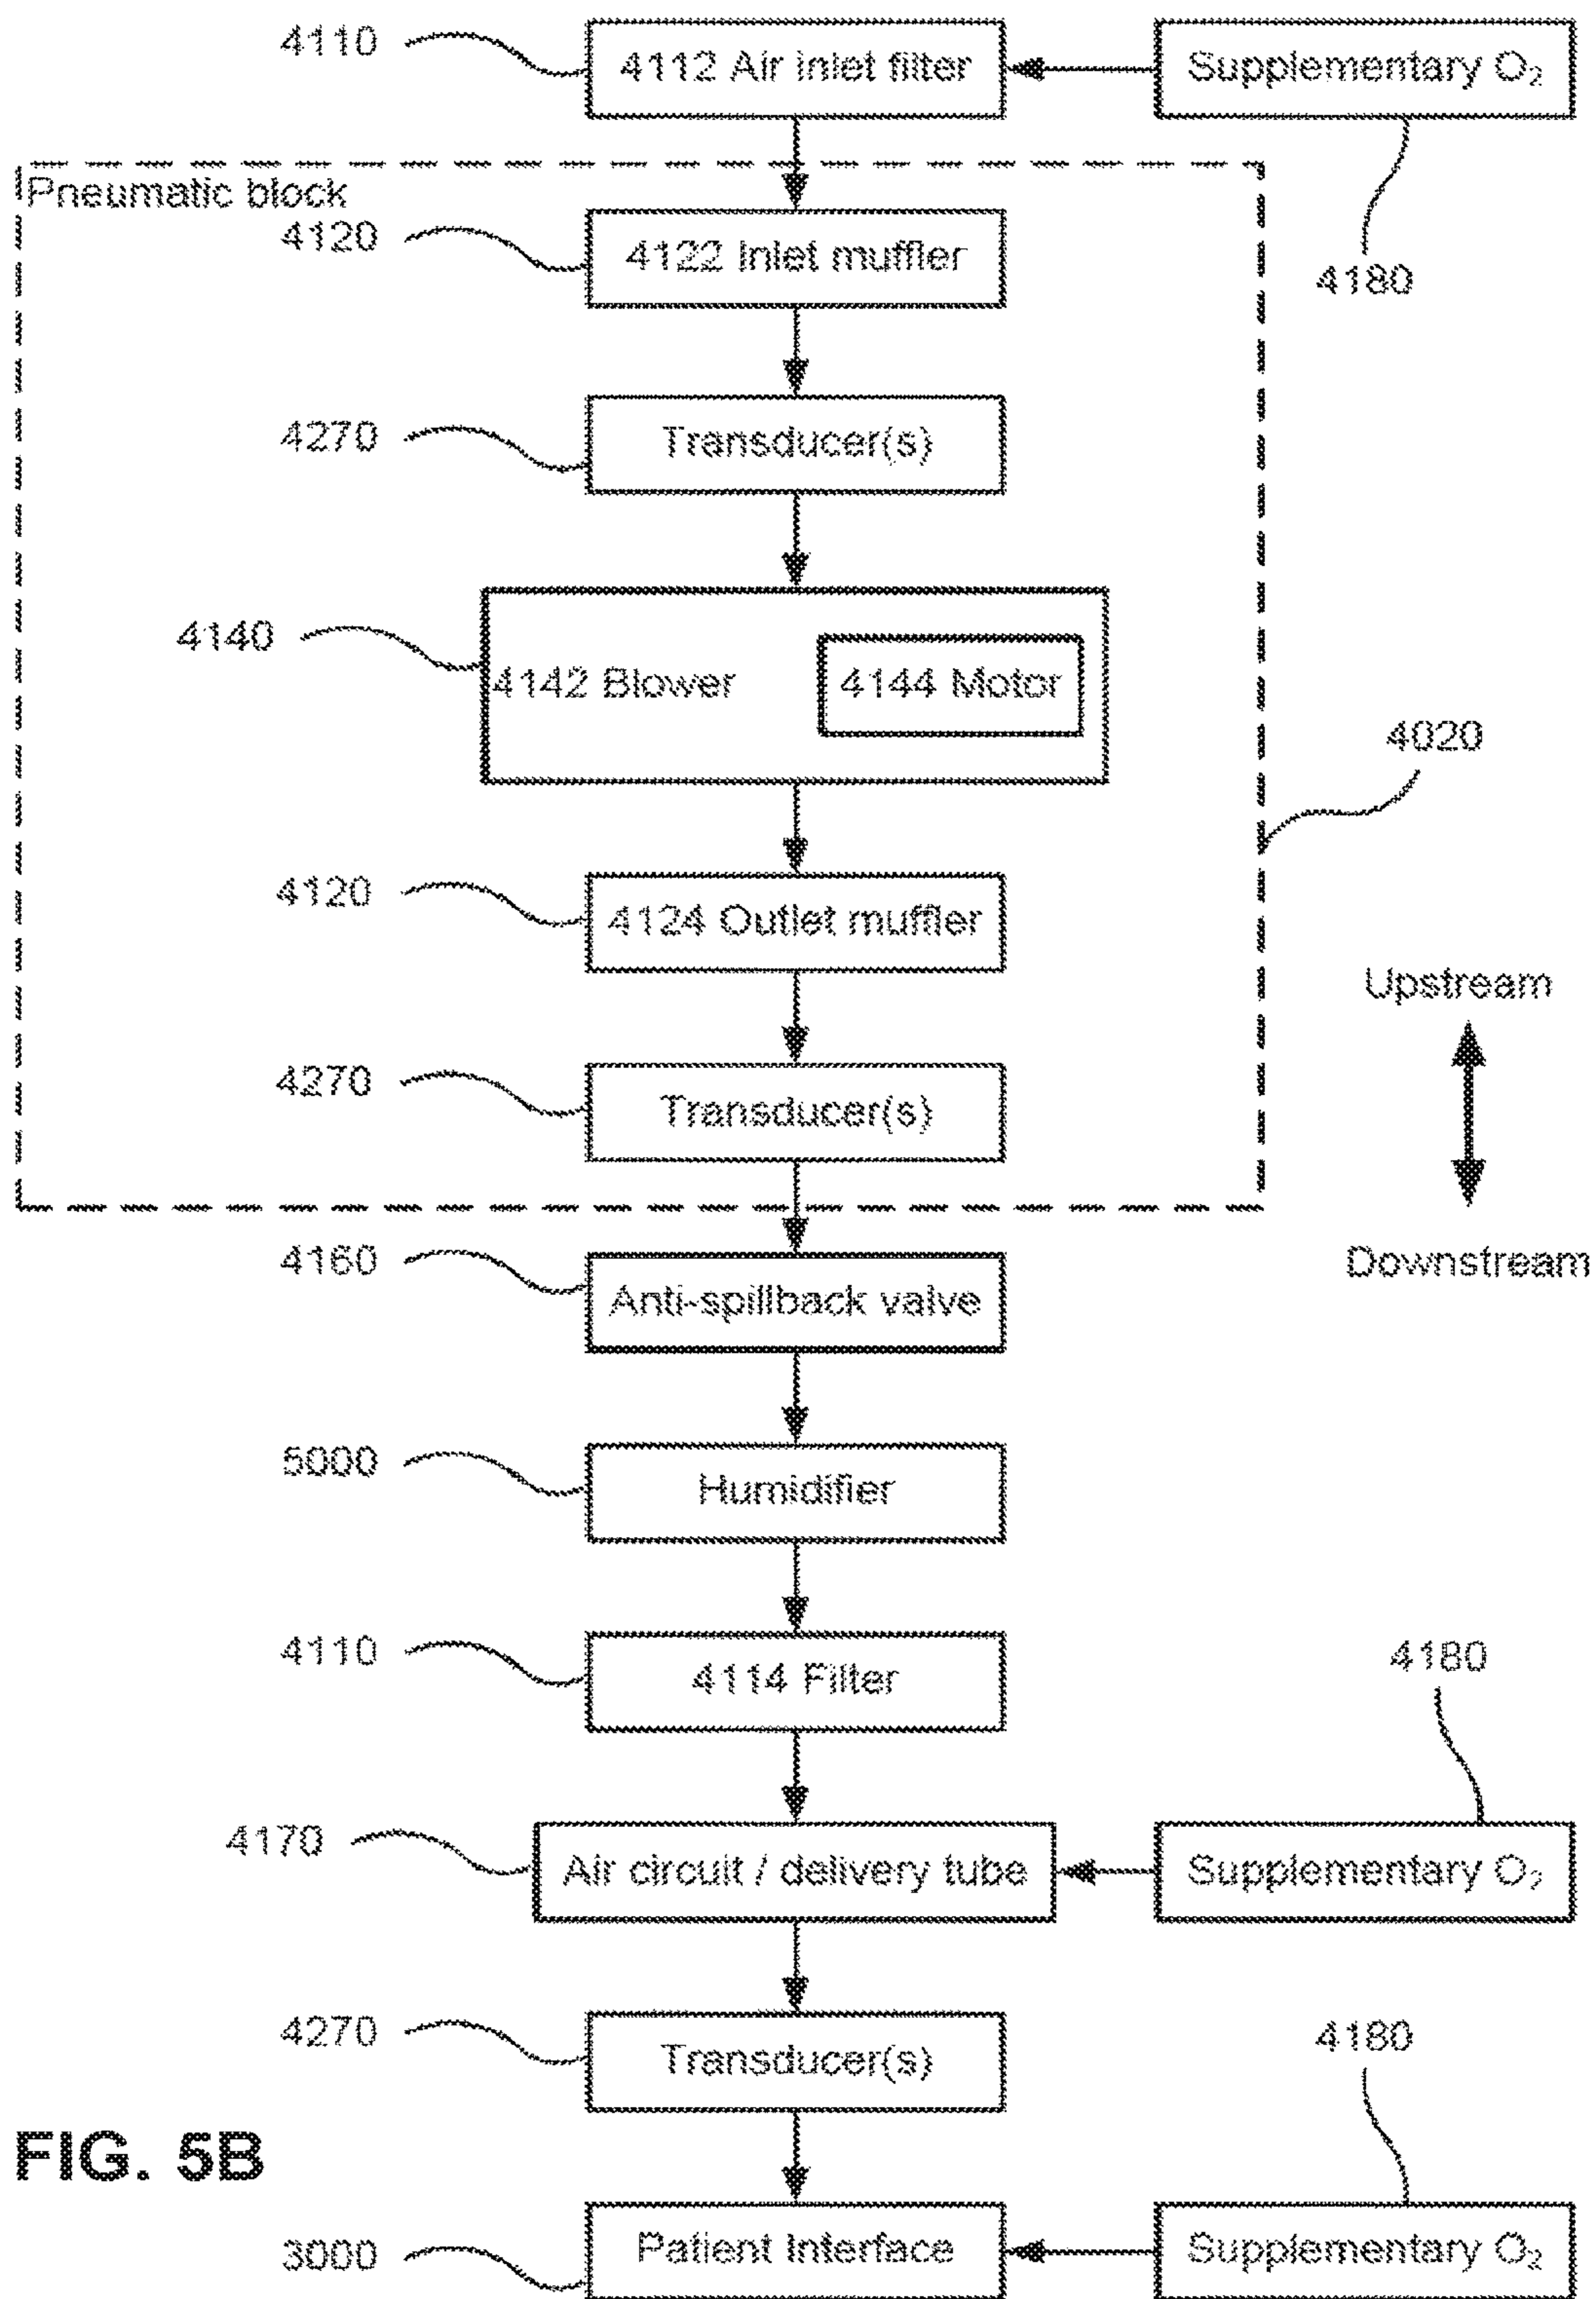 4110
4112 Air inlet filter
Supplementary O₂
Pneumatic block
4120
4122 Inlet muffler
4180
4270
Transducer(s)
4140
4142 Blower
4144 Motor
4020
4120
4124 Outlet muffler
Upstream
4270
Transducer(s)
4160
Anti-spillback valve
Downstream
5000
Humidifier
4110
4114 Filter
4180
4170
Air circuit / delivery tube
Supplementary O₂
4270
Transducer(s)
4180
FIG. 5B
3000
Patient Interface
Supplementary O₂